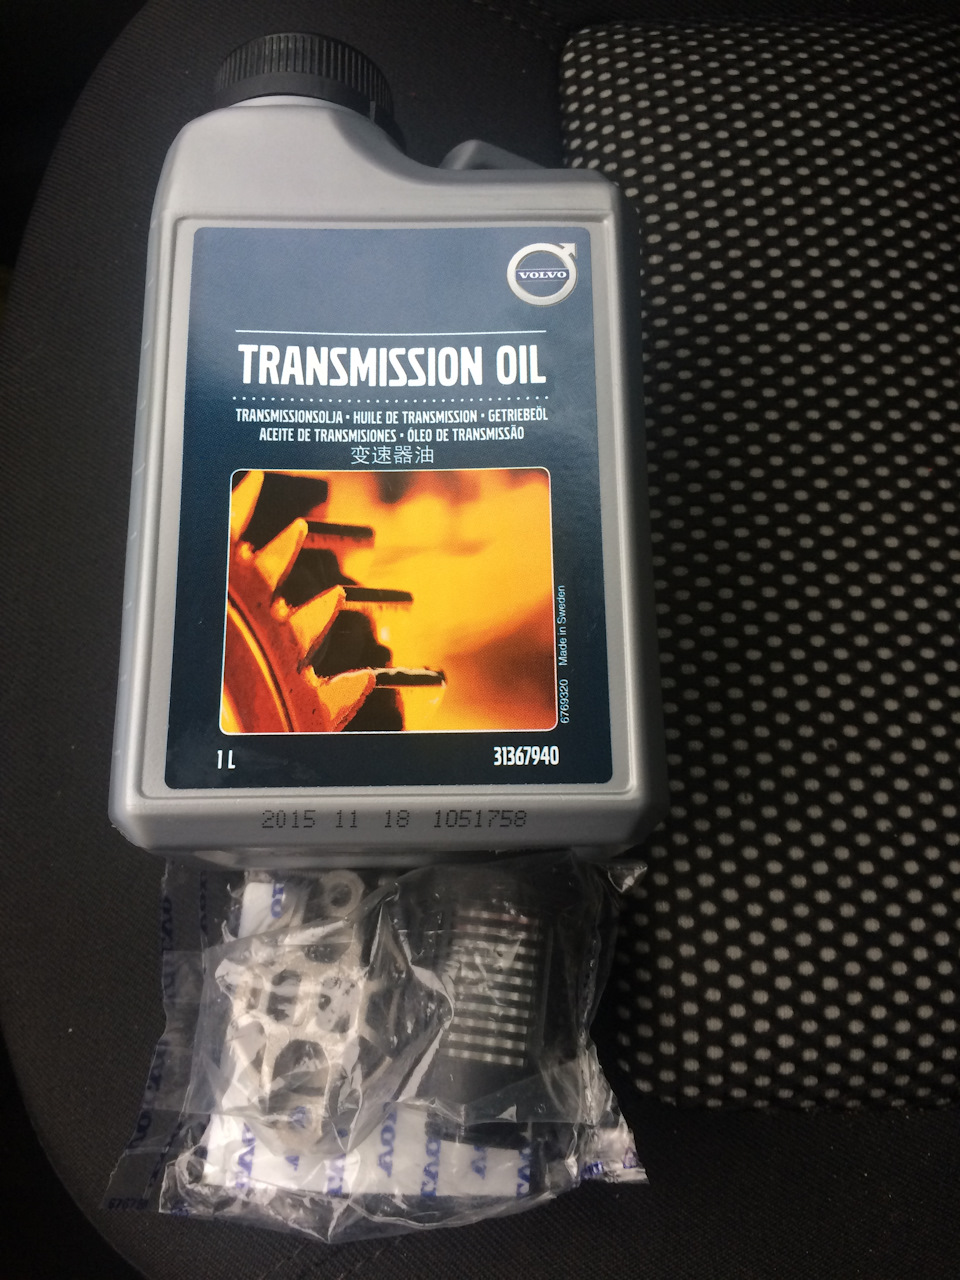 VOLVO
TRANSMISSION OIL
TRANSMISSIONSOLJA • HUILE DE TRANSMISSION • GETRIEBEÖL
ACEITE DE TRANSMISIONES • ÓLEO DE TRANSMISSÃO
变速器油
6769320 Made in Sweden
1 L 31367940
2015 11 18 1051758